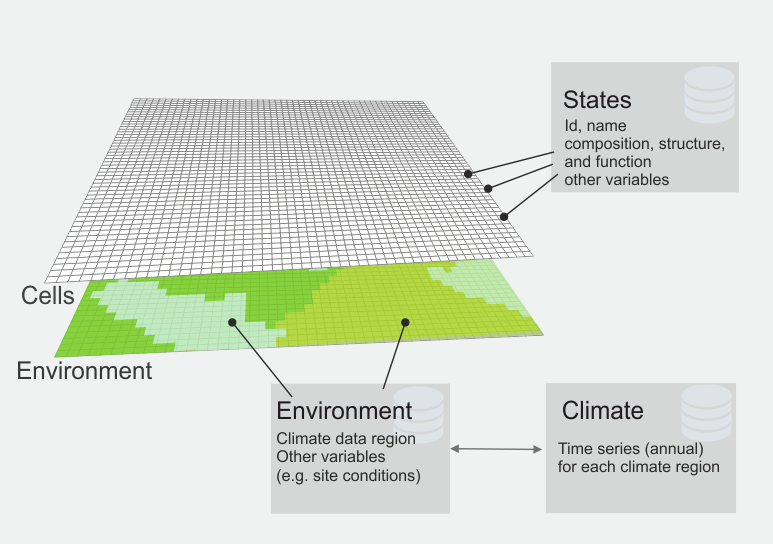 States
Id, name
composition, structure,
and function
other variables
Cells
Environment
Environment
Climate data region
Other variables
(e.g. site conditions)
Climate
Time series (annual)
for each climate region